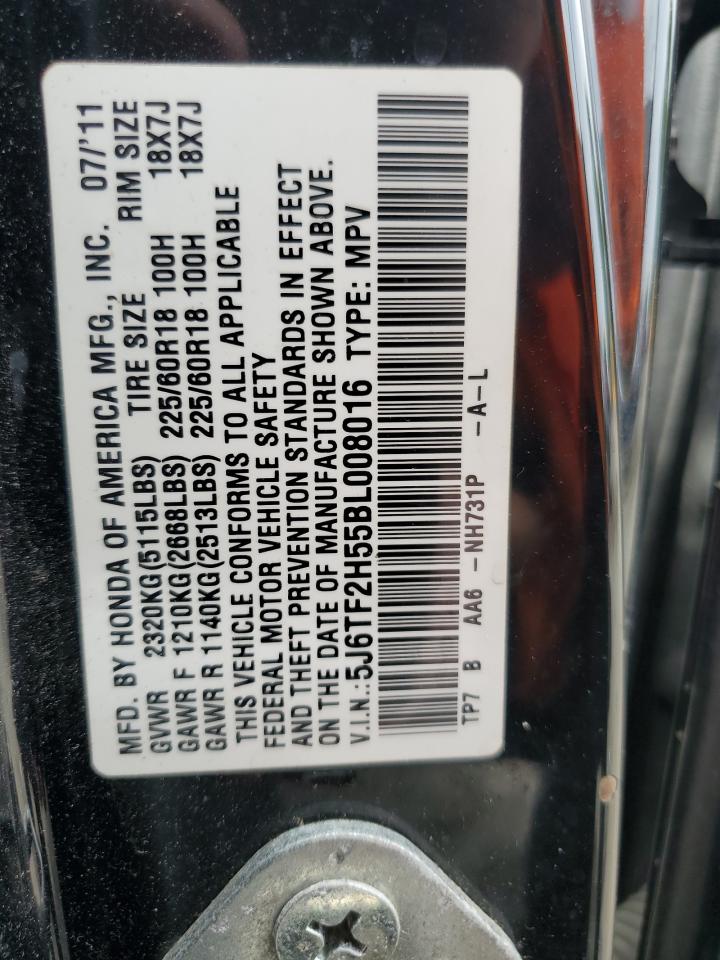 MFD. BY HONDA OF AMERICA MFG., INC. 07/'11
GVWR 2320KG(5115LBS) TIRE SIZE RIM SIZE
GAWR F 1210KG(2668LBS) 225/60R18 100H 18X7J
GAWR R 1140KG(2513LBS) 225/60R18 100H 18X7J
THIS VEHICLE CONFORMS TO ALL APPLICABLE
FEDERAL MOTOR VEHICLE SAFETY
AND THEFT PREVENTION STANDARDS IN EFFECT
ON THE DATE OF MANUFACTURE SHOWN ABOVE.
V.I.N.:5J6TF2H55BL008016 TYPE: MPV
TP7 B AA6 -NH731P -A-L